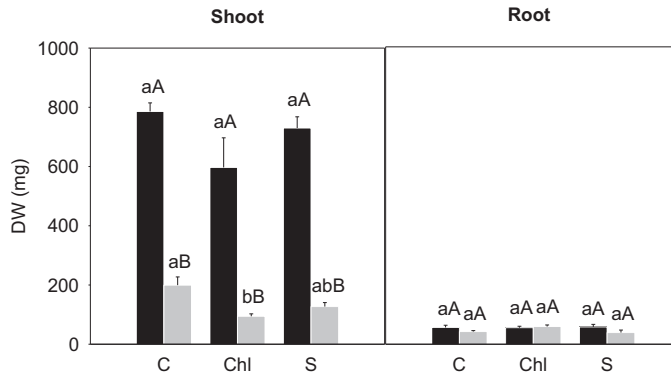 Shoot Root
1000
800
600
400
200
0
DW (mg)
aA aB aA bB aA abB
aA aA aA aA aA aA
C Chl S C Chl S